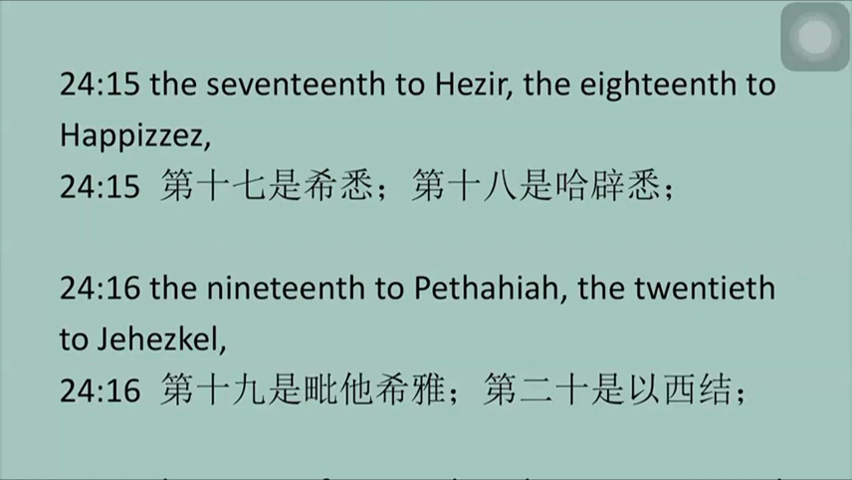 24:15 the seventeenth to Hezir, the eighteenth to
Happizzez,
24:15 第十七是希悉；第十八是哈辟悉；
24:16 the nineteenth to Pethahiah, the twentieth
to Jehezkel,
24:16 第十九是毗他希雅；第二十是以西结；